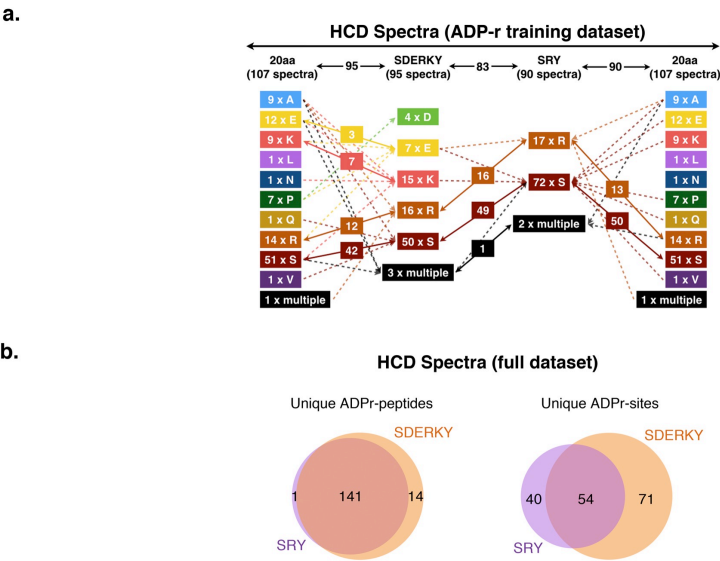 a.
HCD Spectra (ADP-r training dataset)
20aa 95 SDERKY 83 SRY 90 20aa
(107 spectra) (95 spectra) (90 spectra) (107 spectra)
9 x A
12 x E
9 x K
1 x L
1 x N
7 x P
1 x Q
14 x R
51 x S
1 x V
1 x multiple
3
7
12
42
4 x D
7 x E
15 x K
16 x R
50 x S
3 x multiple
16
49
1
17 x R
72 x S
2 x multiple
13
50
9 x A
12 x E
9 x K
1 x L
1 x N
7 x P
1 x Q
14 x R
51 x S
1 x V
1 x multiple
b.
HCD Spectra (full dataset)
Unique ADPr-peptides
SDERKY
1 141 14
SRY
Unique ADPr-sites
SDERKY
40 54 71
SRY